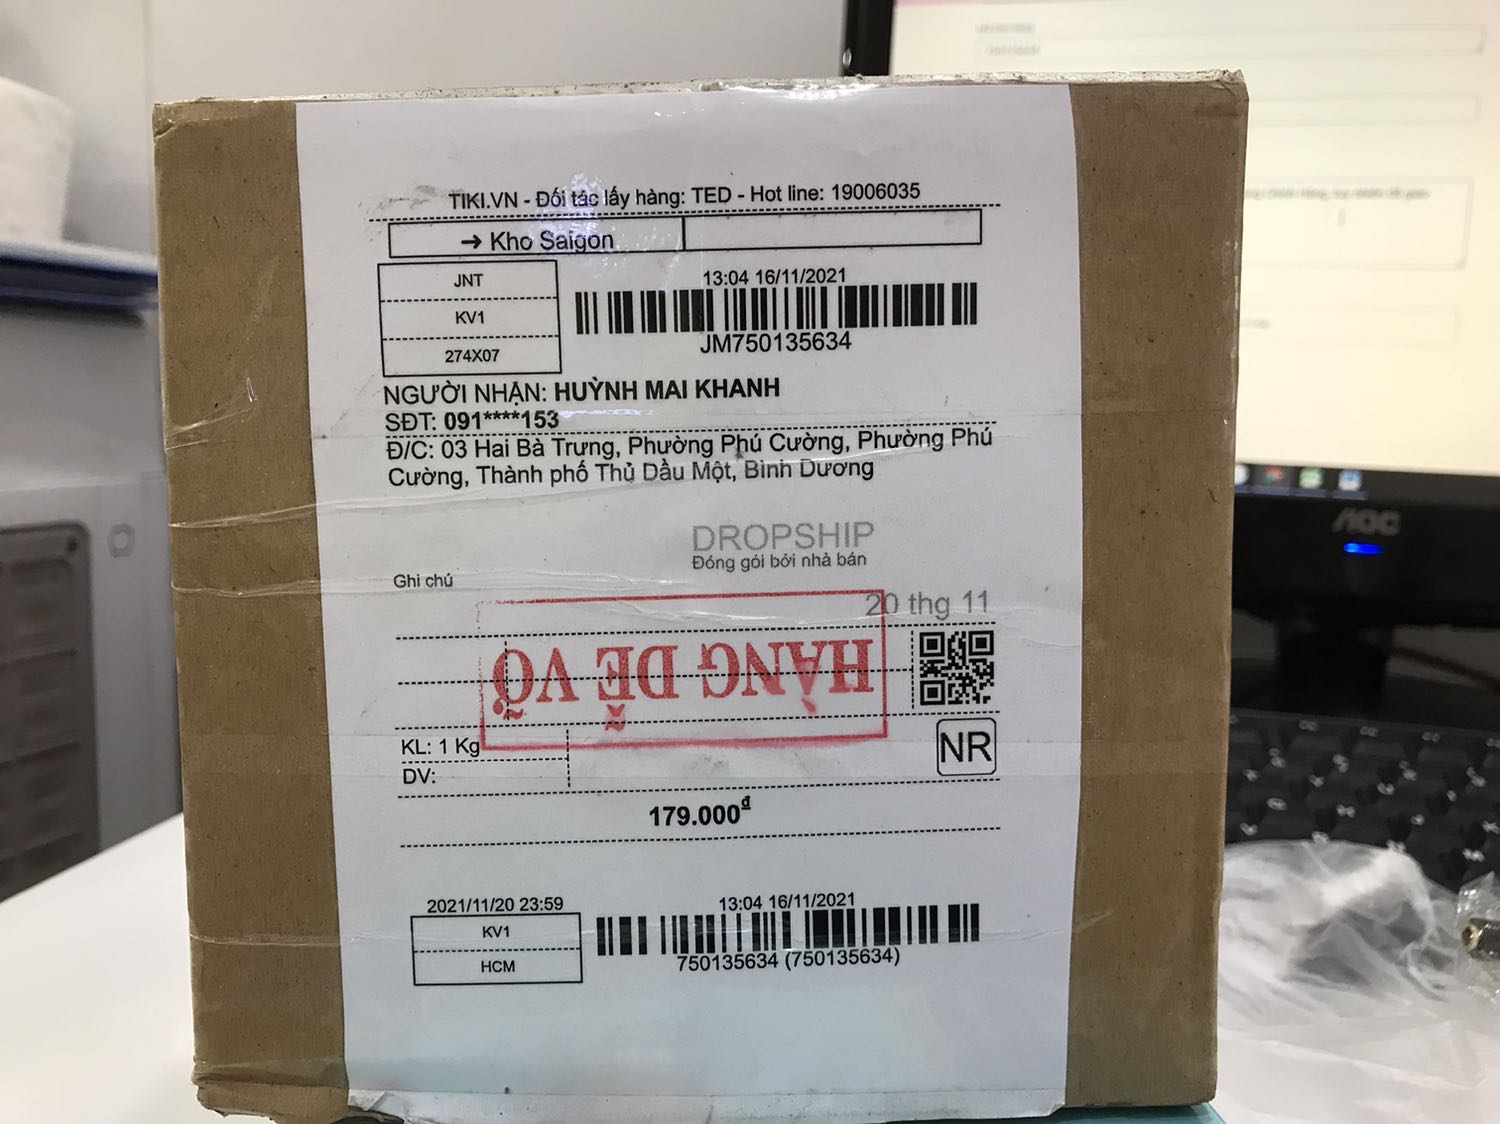 TIKI.VN - Đối tác lấy hàng: TED - Hot line: 19006035
→ Kho Saigon
JNT
KV1
274X07
13:04 16/11/2021
JM750135634
NGƯỜI NHẬN: HUỲNH MAI KHANH
SĐT: 091****153
Đ/C: 03 Hai Bà Trưng, Phường Phú Cường, Phường Phú
Cường, Thành phố Thủ Dầu Một, Bình Dương
DROPSHIP
Đóng gói bởi nhà bán
Ghi chú
20 thg 11
HÀNG DỄ VỠ
KL: 1 Kg
DV:
NR
179.000₫
2021/11/20 23:59
KV1
HCM
13:04 16/11/2021
750135634 (750135634)
AOC